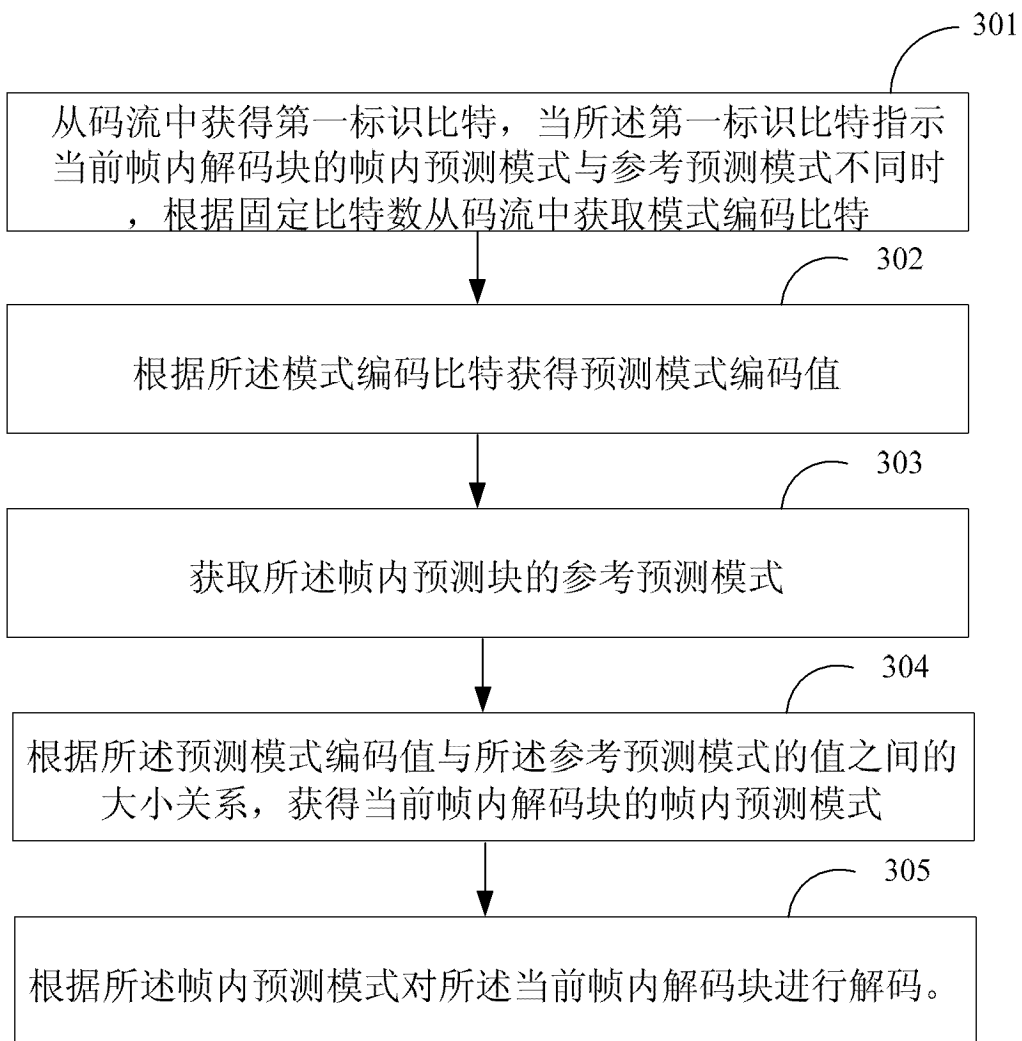 301
从码流中获得第一标识比特，当所述第一标识比特指示
当前帧内解码块的帧内预测模式与参考预测模式不同时
，根据固定比特数从码流中获取模式编码比特
302
根据所述模式编码比特获得预测模式编码值
303
获取所述帧内预测块的参考预测模式
304
根据所述预测模式编码值与所述参考预测模式的值之间的
大小关系，获得当前帧内解码块的帧内预测模式
305
根据所述帧内预测模式对所述当前帧内解码块进行解码。